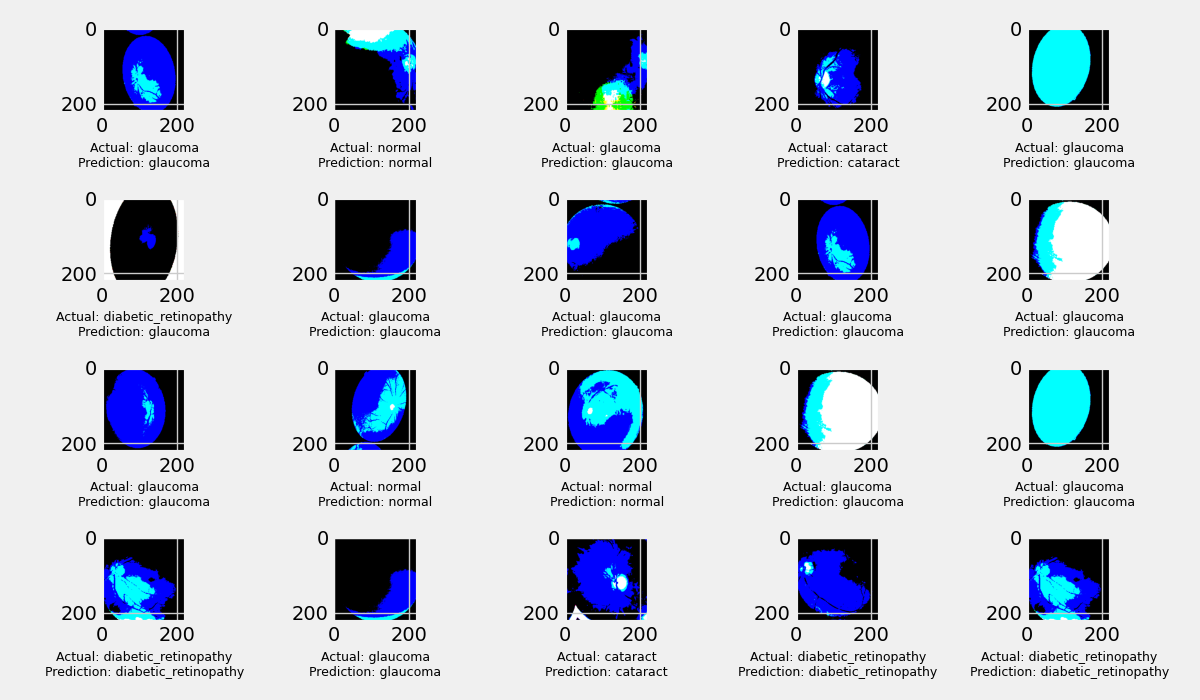 0 0 0 0 0
200 200 200 200 200
0 200 0 200 0 200 0 200 0 200
Actual: glaucoma Actual: normal Actual: glaucoma Actual: cataract Actual: glaucoma
Prediction: glaucoma Prediction: normal Prediction: glaucoma Prediction: cataract Prediction: glaucoma
0 0 0 0 0
200 200 200 200 200
0 200 0 200 0 200 0 200 0 200
Actual: diabetic_retinopathy Actual: glaucoma Actual: glaucoma Actual: glaucoma Actual: glaucoma
Prediction: glaucoma Prediction: glaucoma Prediction: glaucoma Prediction: glaucoma Prediction: glaucoma
0 0 0 0 0
200 200 200 200 200
0 200 0 200 0 200 0 200 0 200
Actual: glaucoma Actual: normal Actual: normal Actual: glaucoma Actual: glaucoma
Prediction: glaucoma Prediction: normal Prediction: normal Prediction: glaucoma Prediction: glaucoma
0 0 0 0 0
200 200 200 200 200
0 200 0 200 0 200 0 200 0 200
Actual: diabetic_retinopathy Actual: glaucoma Actual: cataract Actual: diabetic_retinopathy Actual: diabetic_retinopathy
Prediction: diabetic_retinopathy Prediction: glaucoma Prediction: cataract Prediction: diabetic_retinopathy Prediction: diabetic_retinopathy